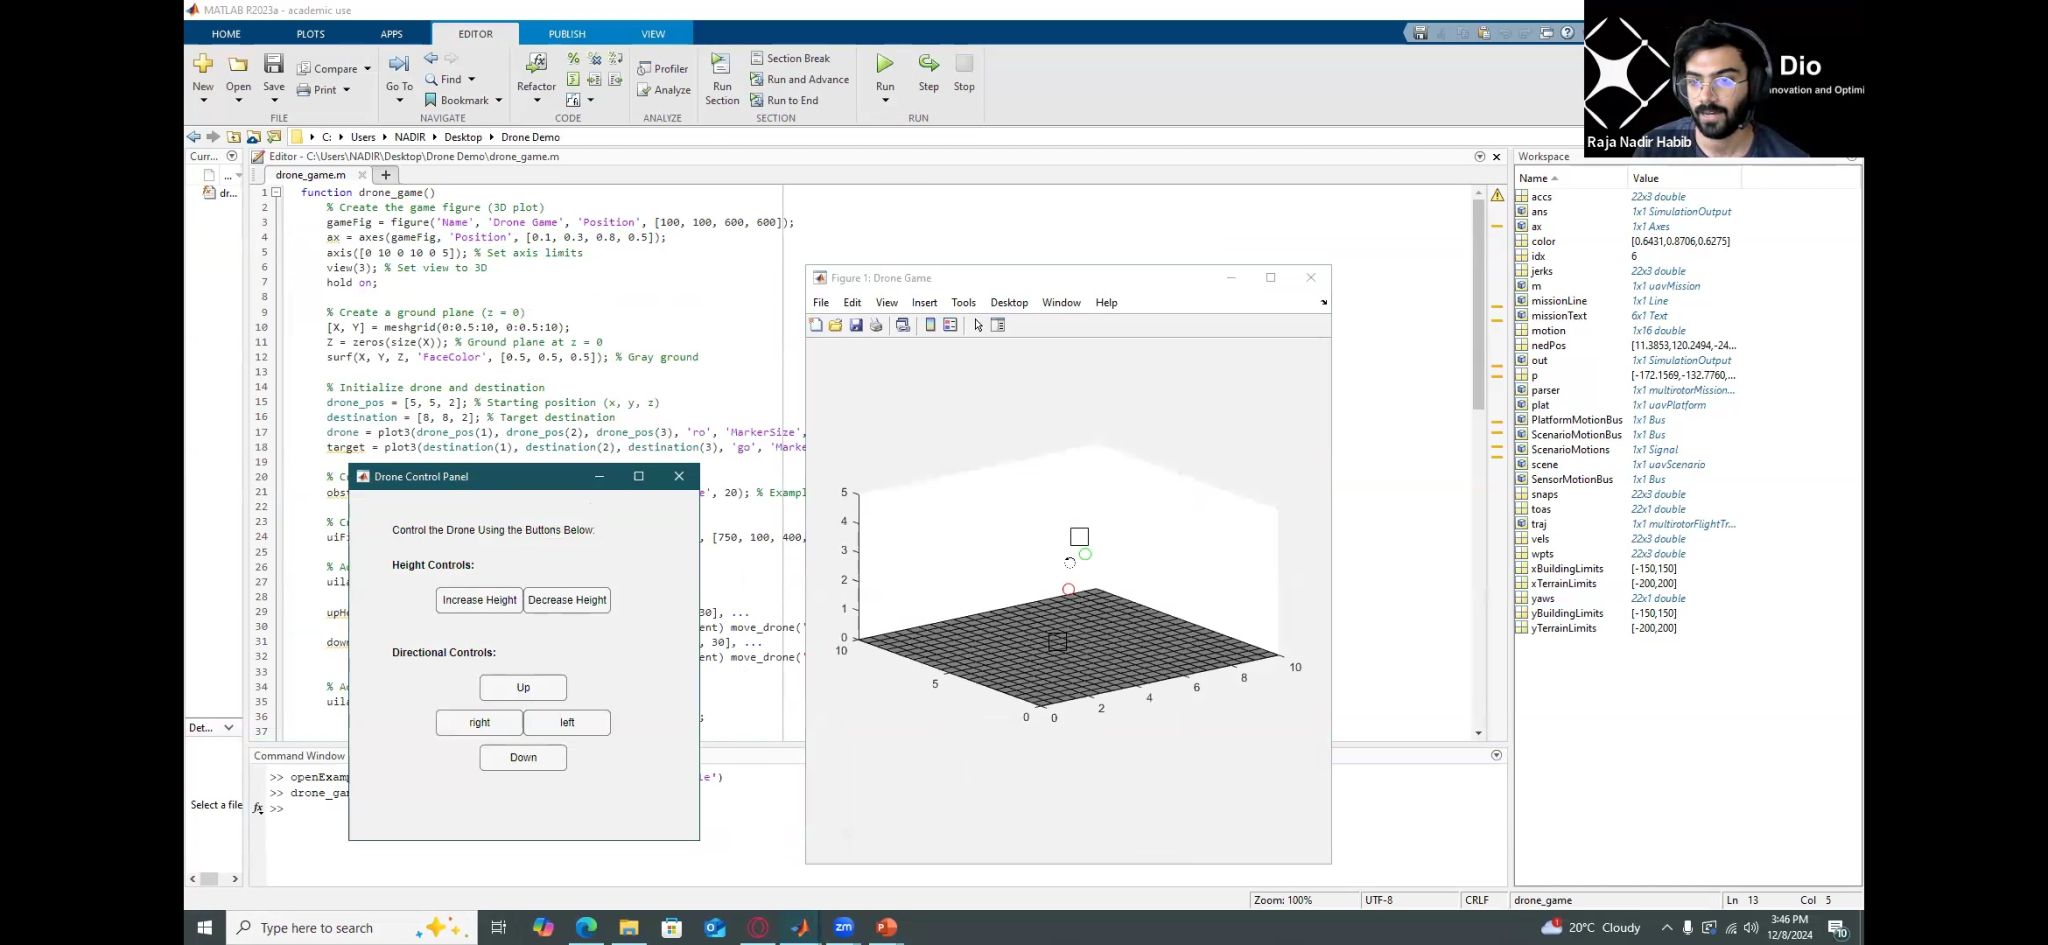 MATLAB R2023a - academic use
HOME PLOTS APPS EDITOR PUBLISH VIEW
New Open Save Compare Print
Go To Find Bookmark
Refactor
Profiler
Analyze
Run Section
Section Break
Run and Advance
Run to End
Run Step Stop
FILE NAVIGATE CODE ANALYZE SECTION RUN
Dio
nnovation and Optimi
Raja Nadir Habib
C: Users NADIR Desktop Drone Demo
Curr...
Editor - C:\Users\NADIR\Desktop\Drone Demo\drone_game.m
drone_game.m
... 
dr...
1 function drone_game()
2 % Create the game figure (3D plot)
3 gameFig = figure('Name', 'Drone Game', 'Position', [100, 100, 600, 600]);
4 ax = axes(gameFig, 'Position', [0.1, 0.3, 0.8, 0.5]);
5 axis([0 10 0 10 0 5]); % Set axis limits
6 view(3); % Set view to 3D
7 hold on;
8
9 % Create a ground plane (z = 0)
10 [X, Y] = meshgrid(0:0.5:10, 0:0.5:10);
11 Z = zeros(size(X)); % Ground plane at z = 0
12 surf(X, Y, Z, 'FaceColor', [0.5, 0.5, 0.5]); % Gray ground
13
14 % Initialize drone and destination
15 drone_pos = [5, 5, 2]; % Starting position (x, y, z)
16 destination = [8, 8, 2]; % Target destination
17 drone = plot3(drone_pos(1), drone_pos(2), drone_pos(3), 'ro', 'MarkerSize',
18 target = plot3(destination(1), destination(2), destination(3), 'go', 'Marke
19
20 % C
21 obst e', 20); % Exampl
22
23 % C
24 uiFi , [750, 100, 400,
25
26 % A
27 uila
28
29 upHe 30], ...
30 ent) move_drone('
31 down , 30], ...
32 ent) move_drone('
33
34 % A
35 uila
36 ;
37
Drone Control Panel
Control the Drone Using the Buttons Below:
Height Controls:
Increase Height Decrease Height
Directional Controls:
Up
right left
Down
Figure 1: Drone Game
File Edit View Insert Tools Desktop Window Help
5
4
3
2
1
0
10
5
0
0
2
4
6
8
10
Workspace
Name Value
accs 22x3 double
ans 1x1 SimulationOutput
ax 1x1 Axes
color [0.6431,0.8706,0.6275]
idx 6
jerks 22x3 double
m 1x1 uavMission
missionLine 1x1 Line
missionText 6x1 Text
motion 1x16 double
nedPos [11.3853,120.2494,-24...
out 1x1 SimulationOutput
p [-172.1569,-132.7760,...
parser 1x1 multirotorMission...
plat 1x1 uavPlatform
PlatformMotionBus 1x1 Bus
ScenarioMotionBus 1x1 Bus
ScenarioMotions 1x1 Signal
scene 1x1 uavScenario
SensorMotionBus 1x1 Bus
snaps 22x3 double
toas 22x1 double
traj 1x1 multirotorFlightTr...
vels 22x3 double
wpts 22x3 double
xBuildingLimits [-150,150]
xTerrainLimits [-200,200]
yaws 22x1 double
yBuildingLimits [-150,150]
yTerrainLimits [-200,200]
Det...
Select a file
Command Window
>> openExamp le')
>> drone_gam
fx >>
Zoom: 100% UTF-8 CRLF drone_game Ln 13 Col 5
Type here to search
zm
20°C Cloudy
3:46 PM
12/8/2024
10